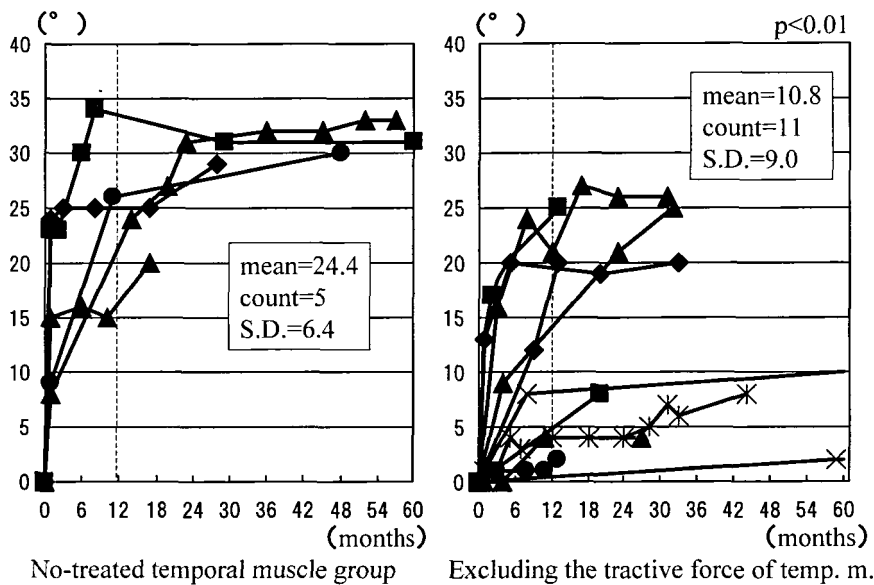 (°)
40
35
30
25
20
15
10
5
0
mean=24.4
count=5
S.D.=6.4
0 6 12 18 24 30 36 42 48 54 60
(months)
No-treated temporal muscle group
(°)
p<0.01
40
35
30
25
20
15
10
5
0
mean=10.8
count=11
S.D.=9.0
0 6 12 18 24 30 36 42 48 54 60
(months)
Excluding the tractive force of temp. m.